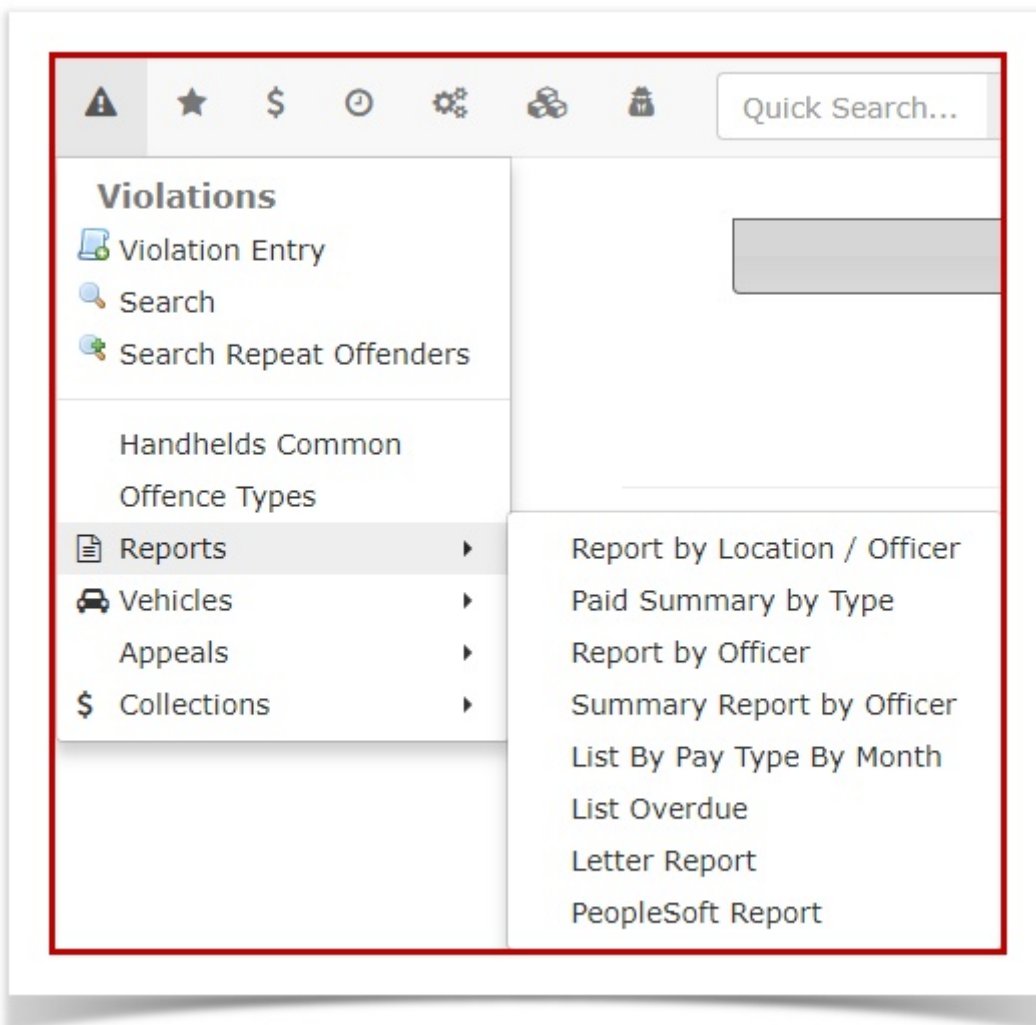 Quick Search...
Violations
Violation Entry
Search
Search Repeat Offenders
Handhelds Common
Offence Types
Reports
Vehicles
Appeals
$ Collections
Report by Location / Officer
Paid Summary by Type
Report by Officer
Summary Report by Officer
List By Pay Type By Month
List Overdue
Letter Report
PeopleSoft Report